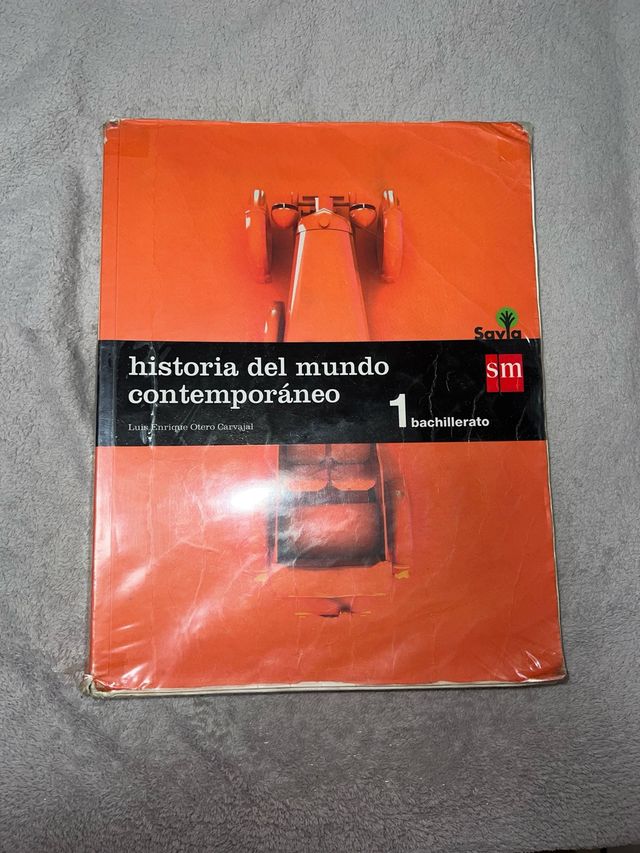 Savia
sm
historia del mundo
contemporáneo
1 bachillerato
Luis Enrique Otero Carvajal